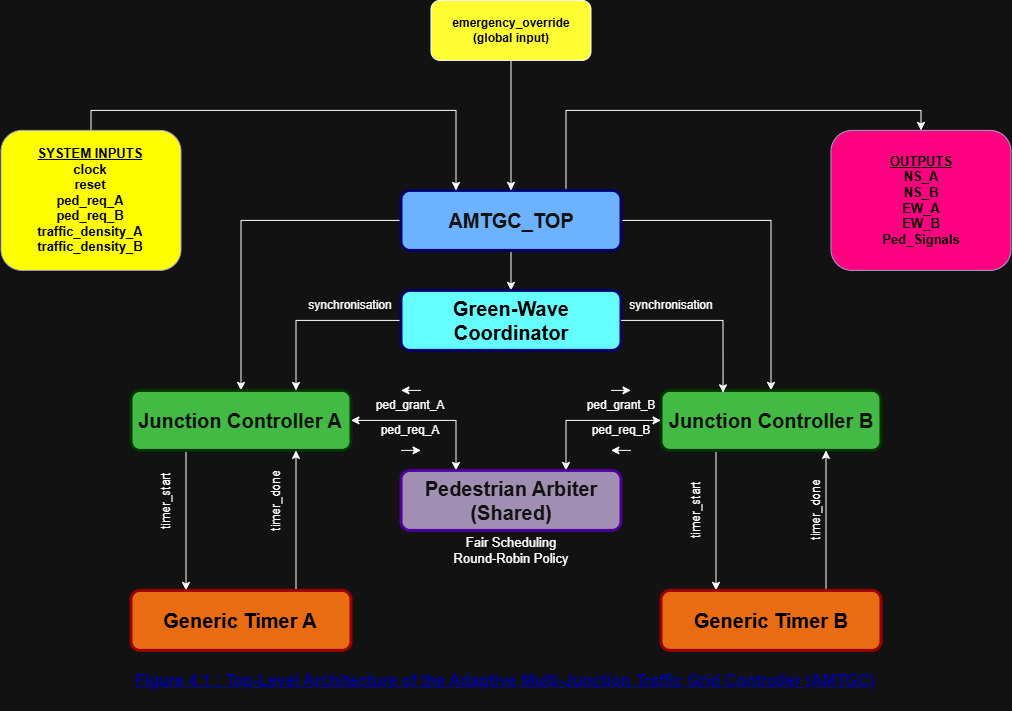 emergency_override
(global input)
SYSTEM INPUTS
clock
reset
ped_req_A
ped_req_B
traffic_density_A
traffic_density_B
OUTPUTS
NS_A
NS_B
EW_A
EW_B
Ped_Signals
AMTGC_TOP
synchronisation
Green-Wave
Coordinator
synchronisation
Junction Controller A
ped_grant_A
ped_req_A
ped_grant_B
ped_req_B
Junction Controller B
timer_start
timer_done
Pedestrian Arbiter
(Shared)
Fair Scheduling
Round-Robin Policy
timer_start
timer_done
Generic Timer A
Generic Timer B
Figure 4.1 : Top-Level Architecture of the Adaptive Multi-Junction Traffic Grid Controller (AMTGC)